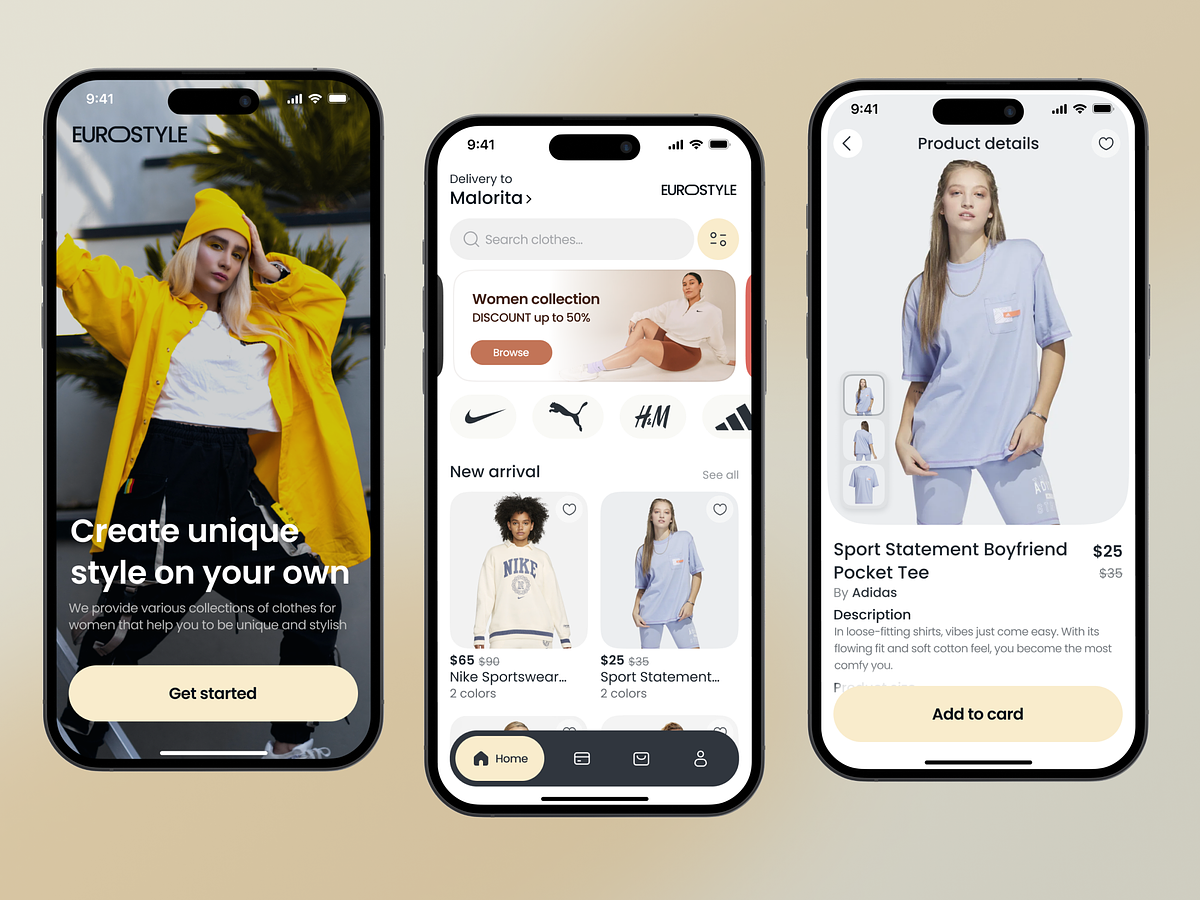 9:41
EUROSTYLE
Create unique
style on your own
We provide various collections of clothes for
women that help you to be unique and stylish
Get started
9:41
Delivery to
Malorita
EUROSTYLE
Search clothes...
Women collection
DISCOUNT up to 50%
Browse
H&M
New arrival
See all
NIKE
$65 $90
Nike Sportswear...
2 colors
$25 $35
Sport Statement...
2 colors
Home
9:41
Product details
Sport Statement Boyfriend
Pocket Tee
$25
$35
By Adidas
Description
In loose-fitting shirts, vibes just come easy. With its
flowing fit and soft cotton feel, you become the most
comfy you.
Product size
Add to card